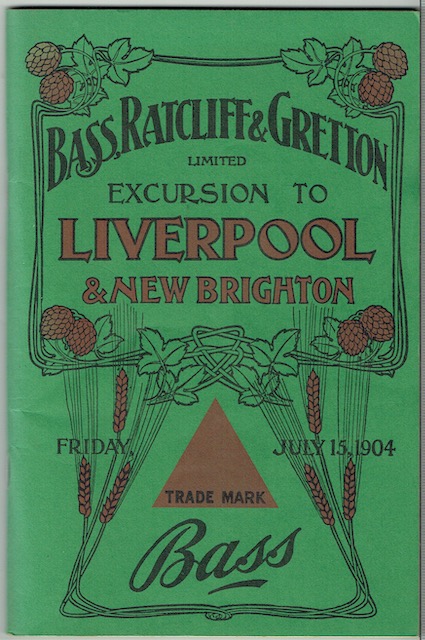 BASS, RATCLIFF & GRETTON
LIMITED
EXCURSION TO
LIVERPOOL
& NEW BRIGHTON
FRIDAY, JULY 15, 1904
TRADE MARK
Bass